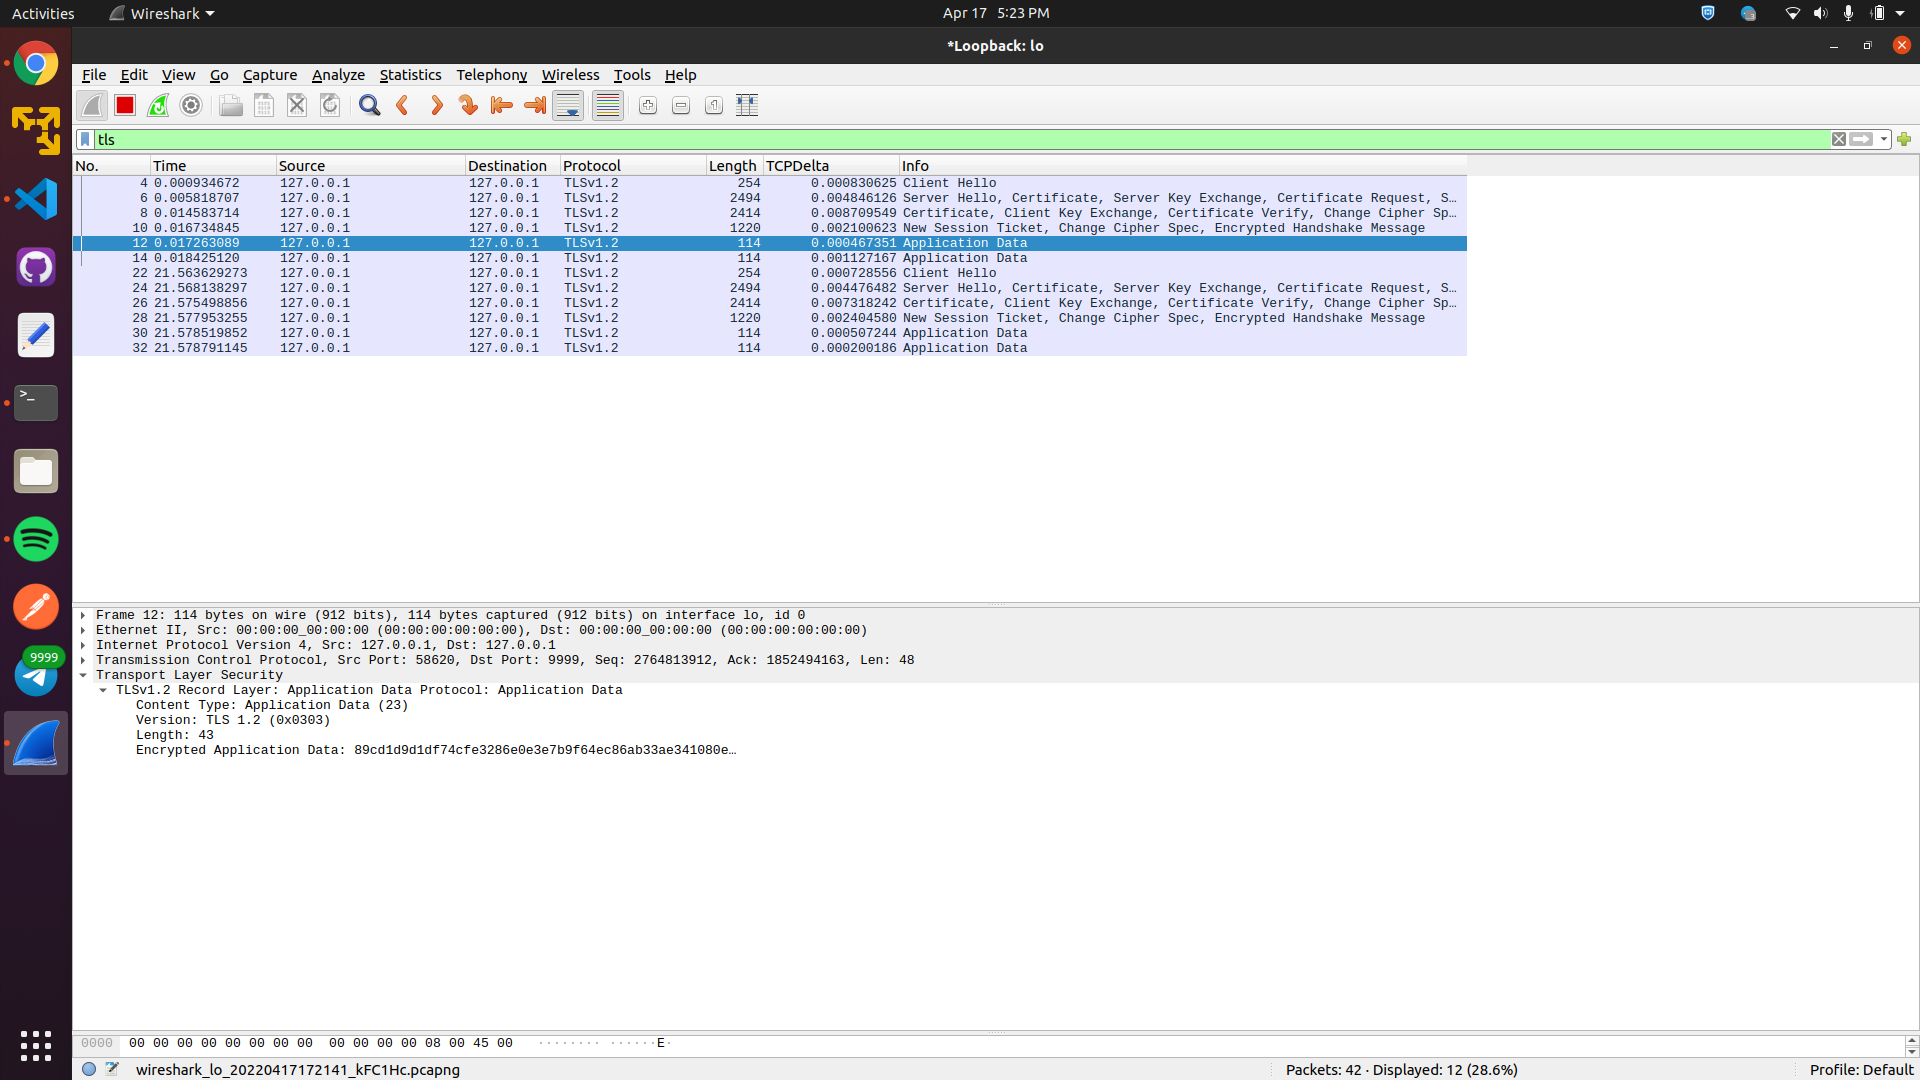 Activities Wireshark Apr 17 5:23 PM
*Loopback: lo
File Edit View Go Capture Analyze Statistics Telephony Wireless Tools Help
tls
No. Time Source Destination Protocol Length TCPDelta Info
4 0.000934672 127.0.0.1 127.0.0.1 TLSv1.2 254 0.000830625 Client Hello
6 0.005818707 127.0.0.1 127.0.0.1 TLSv1.2 2494 0.004846126 Server Hello, Certificate, Server Key Exchange, Certificate Request, S…
8 0.014583714 127.0.0.1 127.0.0.1 TLSv1.2 2414 0.008709549 Certificate, Client Key Exchange, Certificate Verify, Change Cipher Sp…
10 0.016734845 127.0.0.1 127.0.0.1 TLSv1.2 1220 0.002100623 New Session Ticket, Change Cipher Spec, Encrypted Handshake Message
12 0.017263089 127.0.0.1 127.0.0.1 TLSv1.2 114 0.000467351 Application Data
14 0.018425120 127.0.0.1 127.0.0.1 TLSv1.2 114 0.001127167 Application Data
22 21.563629273 127.0.0.1 127.0.0.1 TLSv1.2 254 0.000728556 Client Hello
24 21.568138297 127.0.0.1 127.0.0.1 TLSv1.2 2494 0.004476482 Server Hello, Certificate, Server Key Exchange, Certificate Request, S…
26 21.575498856 127.0.0.1 127.0.0.1 TLSv1.2 2414 0.007318242 Certificate, Client Key Exchange, Certificate Verify, Change Cipher Sp…
28 21.577953255 127.0.0.1 127.0.0.1 TLSv1.2 1220 0.002404580 New Session Ticket, Change Cipher Spec, Encrypted Handshake Message
30 21.578519852 127.0.0.1 127.0.0.1 TLSv1.2 114 0.000507244 Application Data
32 21.578791145 127.0.0.1 127.0.0.1 TLSv1.2 114 0.000200186 Application Data
Frame 12: 114 bytes on wire (912 bits), 114 bytes captured (912 bits) on interface lo, id 0
Ethernet II, Src: 00:00:00_00:00:00 (00:00:00:00:00:00), Dst: 00:00:00_00:00:00 (00:00:00:00:00:00)
Internet Protocol Version 4, Src: 127.0.0.1, Dst: 127.0.0.1
Transmission Control Protocol, Src Port: 58620, Dst Port: 9999, Seq: 2764813912, Ack: 1852494163, Len: 48
Transport Layer Security
TLSv1.2 Record Layer: Application Data Protocol: Application Data
Content Type: Application Data (23)
Version: TLS 1.2 (0x0303)
Length: 43
Encrypted Application Data: 89cd1d9d1df74cfe3286e0e3e7b9f64ec86ab33ae341080e…
9999
0000 00 00 00 00 00 00 00 00 00 00 00 00 08 00 45 00 ········ ······E·
wireshark_lo_20220417172141_kFC1Hc.pcapng Packets: 42 · Displayed: 12 (28.6%) Profile: Default